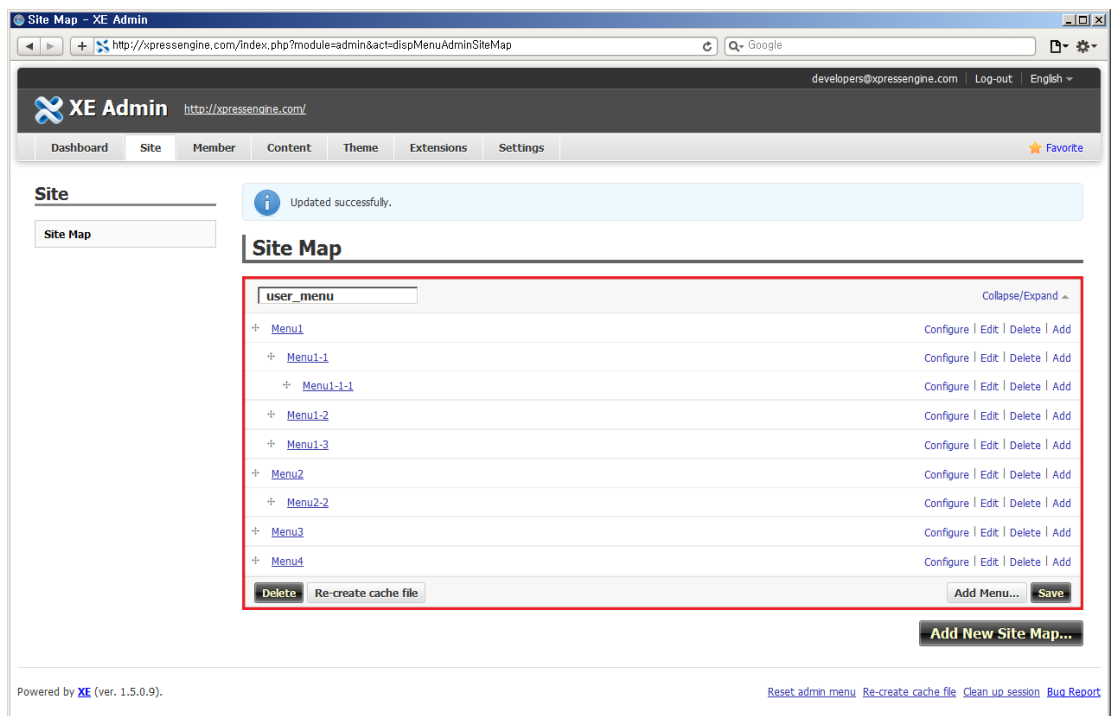 Site Map - XE Admin
http://xpressengine.com/index.php?module=admin&act=dispMenuAdminSiteMap
Google
developers@xpressengine.com | Log-out | English
XE Admin http://xpressengine.com/
Dashboard Site Member Content Theme Extensions Settings Favorite
Site
Updated successfully.
Site Map
Site Map
user_menu Collapse/Expand
Menu1 Configure | Edit | Delete | Add
Menu1-1 Configure | Edit | Delete | Add
Menu1-1-1 Configure | Edit | Delete | Add
Menu1-2 Configure | Edit | Delete | Add
Menu1-3 Configure | Edit | Delete | Add
Menu2 Configure | Edit | Delete | Add
Menu2-2 Configure | Edit | Delete | Add
Menu3 Configure | Edit | Delete | Add
Menu4 Configure | Edit | Delete | Add
Delete Re-create cache file Add Menu... Save
Add New Site Map...
Powered by XE (ver. 1.5.0.9). Reset admin menu Re-create cache file Clean up session Bug Report